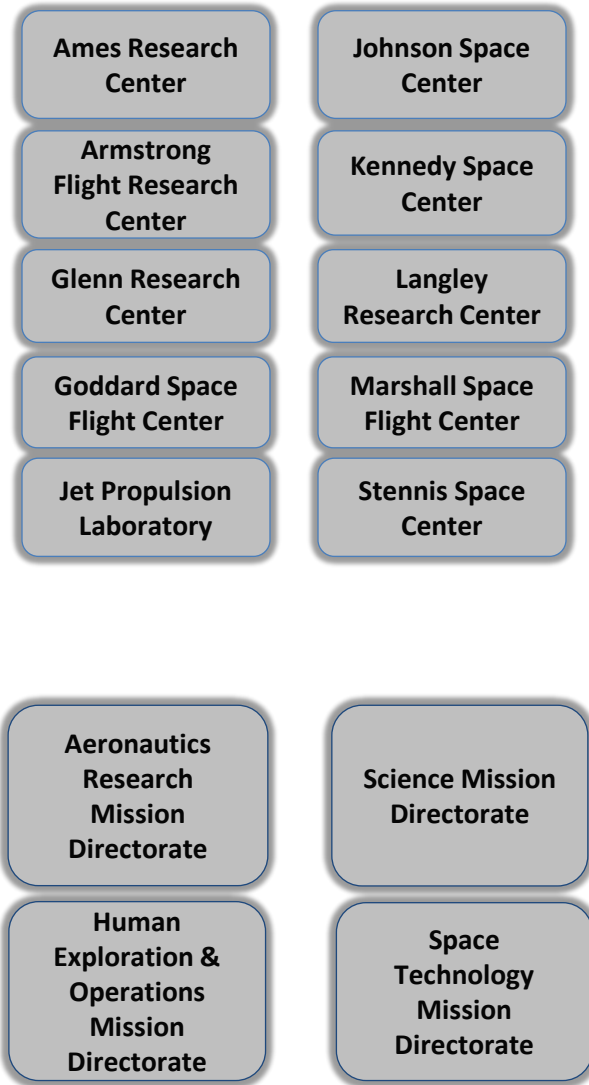 Ames Research
Center
Johnson Space
Center
Armstrong
Flight Research
Center
Kennedy Space
Center
Glenn Research
Center
Langley
Research Center
Goddard Space
Flight Center
Marshall Space
Flight Center
Jet Propulsion
Laboratory
Stennis Space
Center
Aeronautics
Research
Mission
Directorate
Science Mission
Directorate
Human
Exploration &
Operations
Mission
Directorate
Space
Technology
Mission
Directorate